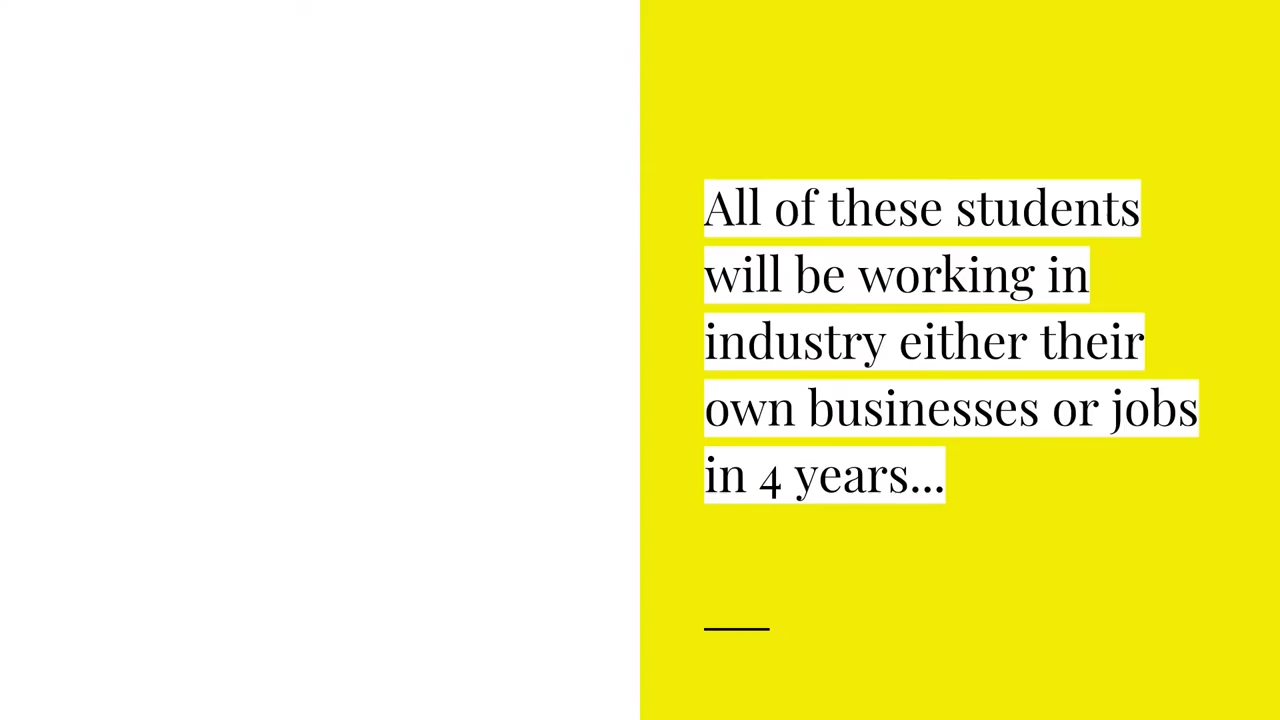 All of these students
will be working in
industry either their
own businesses or jobs
in 4 years...